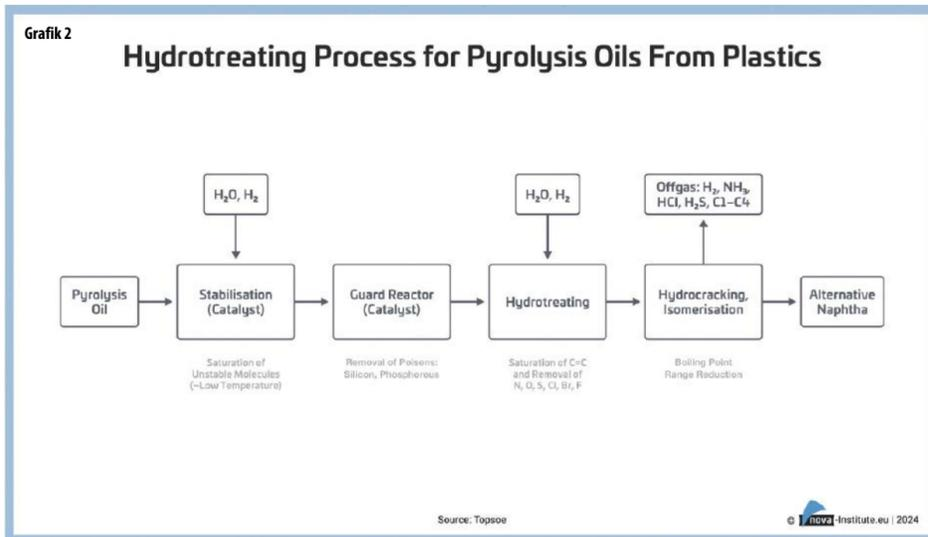 Grafik 2
Hydrotreating Process for Pyrolysis Oils From Plastics
H₂O, H₂
H₂O, H₂
Offgas: H₂, NH₃,
HCl, H₂S, C1–C4
Pyrolysis
Oil
Stabilisation
(Catalyst)
Guard Reactor
(Catalyst)
Hydrotreating
Hydrocracking,
Isomerisation
Alternative
Naphtha
Saturation of
Unstable Molecules
(~Low Temperature)
Removal of Poisons:
Silicon, Phosphorous
Saturation of C=C
and Removal of
N, O, S, Cl, Br, F
Boiling Point
Range Reduction
Source: Topsoe
© nova-Institute.eu | 2024